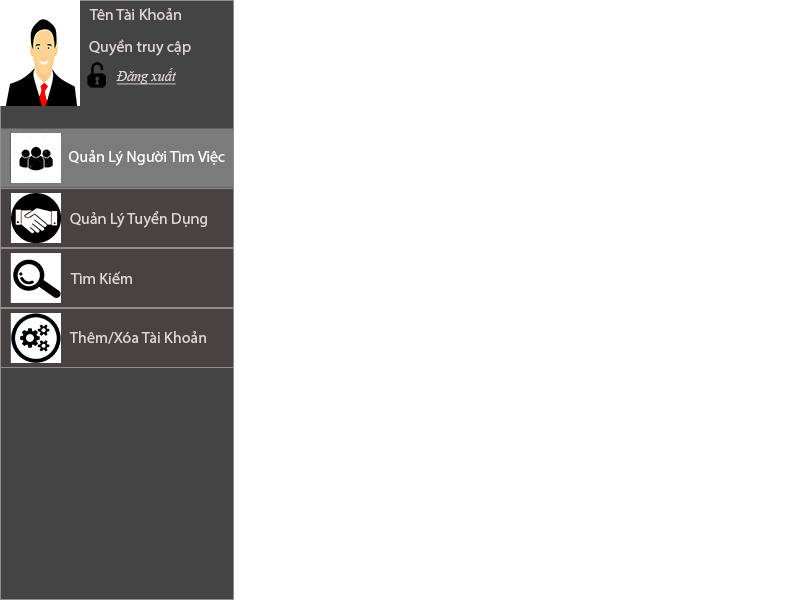 Tên Tài Khoản
Quyền truy cập
Đăng xuất
Quản Lý Người Tìm Việc
Quản Lý Tuyển Dụng
Tìm Kiếm
Thêm/Xóa Tài Khoản